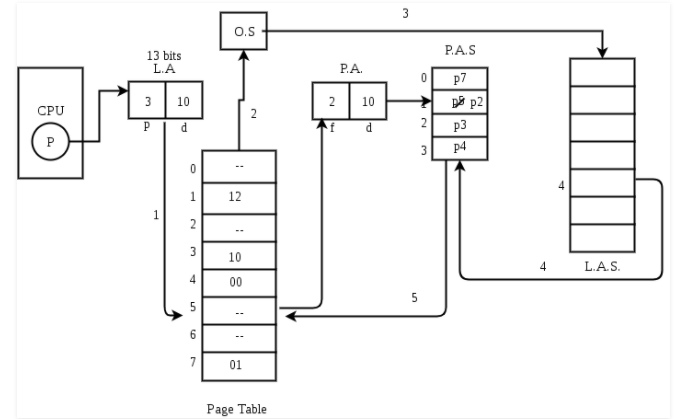 3
O.S
13 bits
L.A
P.A.
P.A.S
CPU
P
3 10
p d
2 10
f d
0 p7
1 p2
2 p3
3 p4
2
1
0 --
1 12
2 --
3 10
4 00
5 --
6 --
7 01
4
4
5
L.A.S.
Page Table